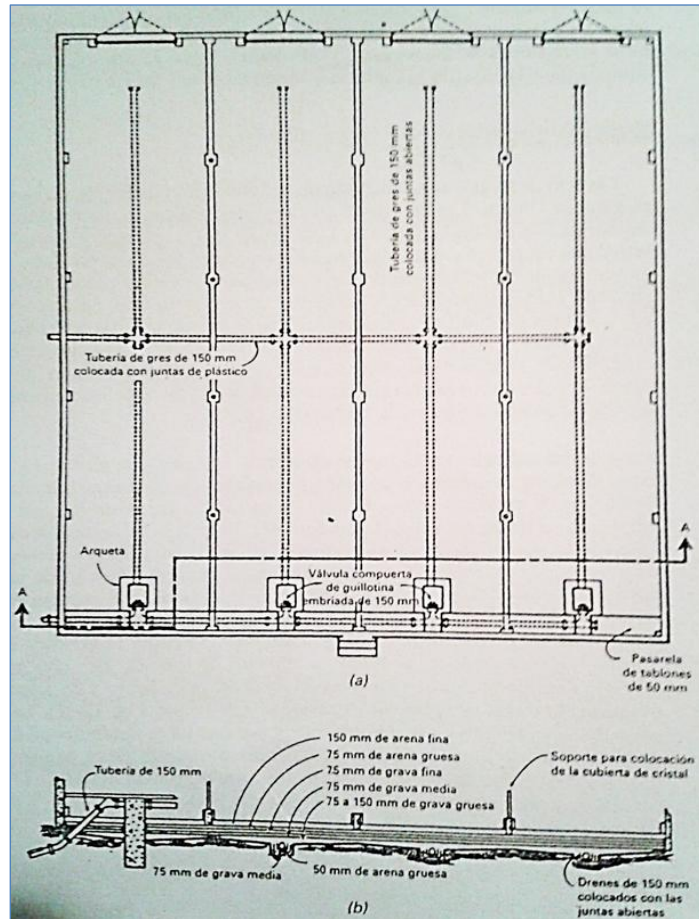 Tubería de gres de 150 mm
colocada con juntas abiertas
Tubería de gres de 150 mm
colocada con juntas de plástico
Arqueta
A
A
Válvula compuerta
de guillotina
embriada de 150 mm
Pasarela
de tablones
de 50 mm
(a)
150 mm de arena fina
75 mm de arena gruesa
75 mm de grava fina
75 mm de grava media
75 a 150 mm de grava gruesa
Tubería de 150 mm
Soporte para colocación
de la cubierta de cristal
75 mm de
grava media
50 mm de
arena gruesa
Drenes de 150 mm
colocados con las
juntas abiertas
(b)